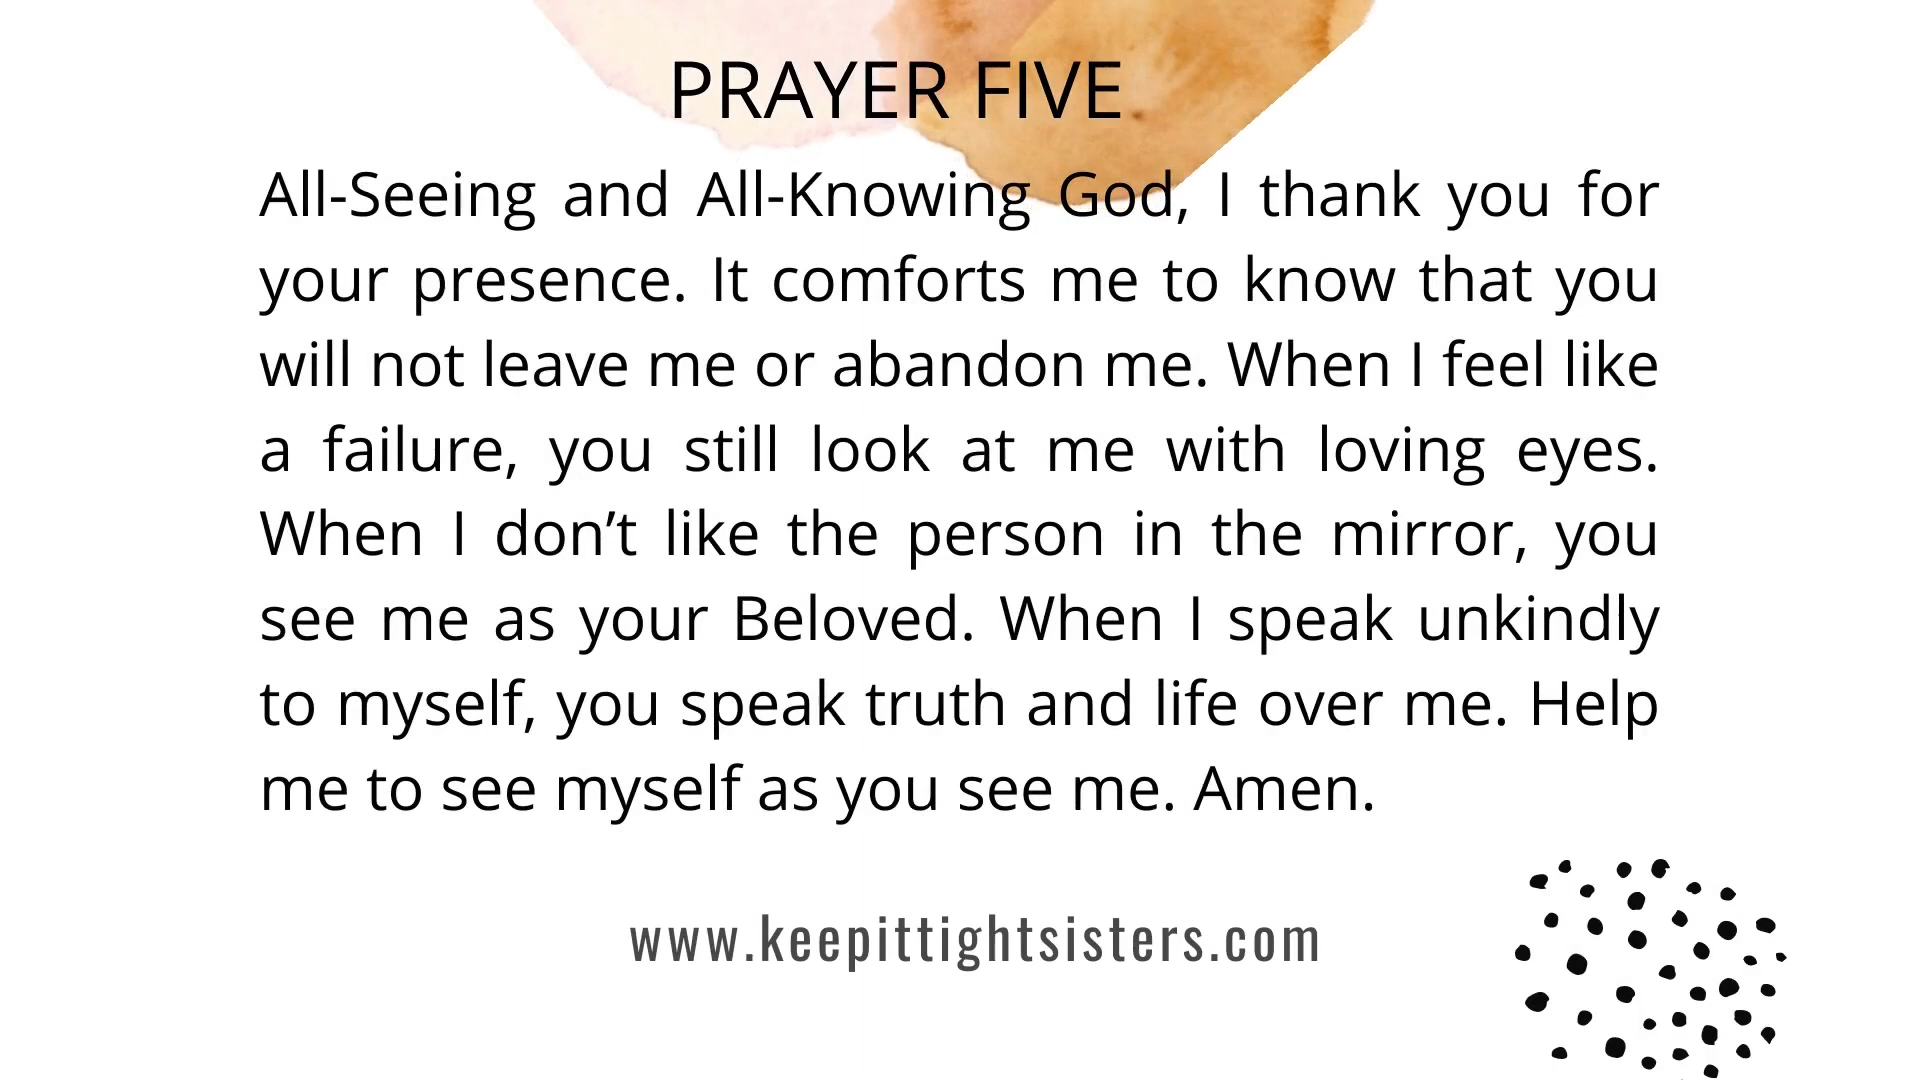 PRAYER FIVE
All-Seeing and All-Knowing God, I thank you for
your presence. It comforts me to know that you
will not leave me or abandon me. When I feel like
a failure, you still look at me with loving eyes.
When I don’t like the person in the mirror, you
see me as your Beloved. When I speak unkindly
to myself, you speak truth and life over me. Help
me to see myself as you see me. Amen.
www.keepittightsisters.com